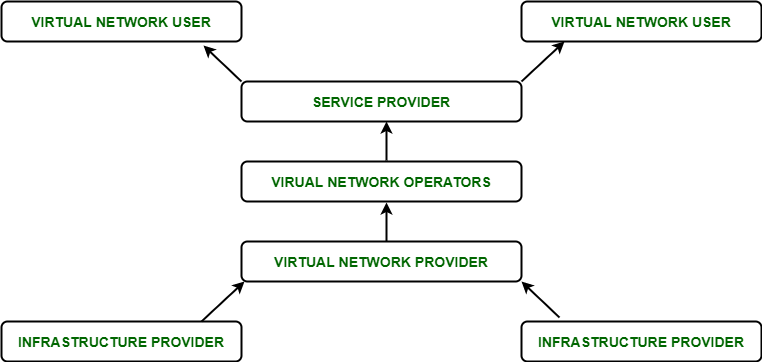 VIRTUAL NETWORK USER
VIRTUAL NETWORK USER
SERVICE PROVIDER
VIRUAL NETWORK OPERATORS
VIRTUAL NETWORK PROVIDER
INFRASTRUCTURE PROVIDER
INFRASTRUCTURE PROVIDER